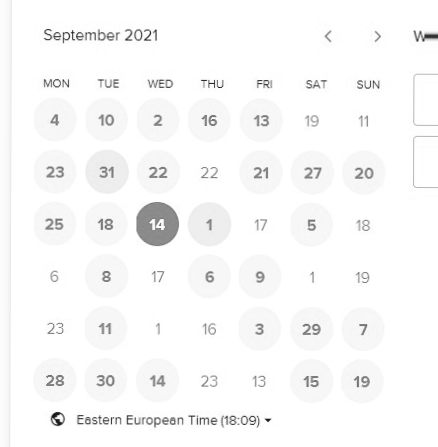 September 2021
MON TUE WED THU FRI SAT SUN
4 10 2 16 13 19 11
23 31 22 22 21 27 20
25 18 14 1 17 5 18
6 8 17 6 9 1 19
23 11 1 16 3 29 7
28 30 14 23 13 15 19
Eastern European Time (18:09)